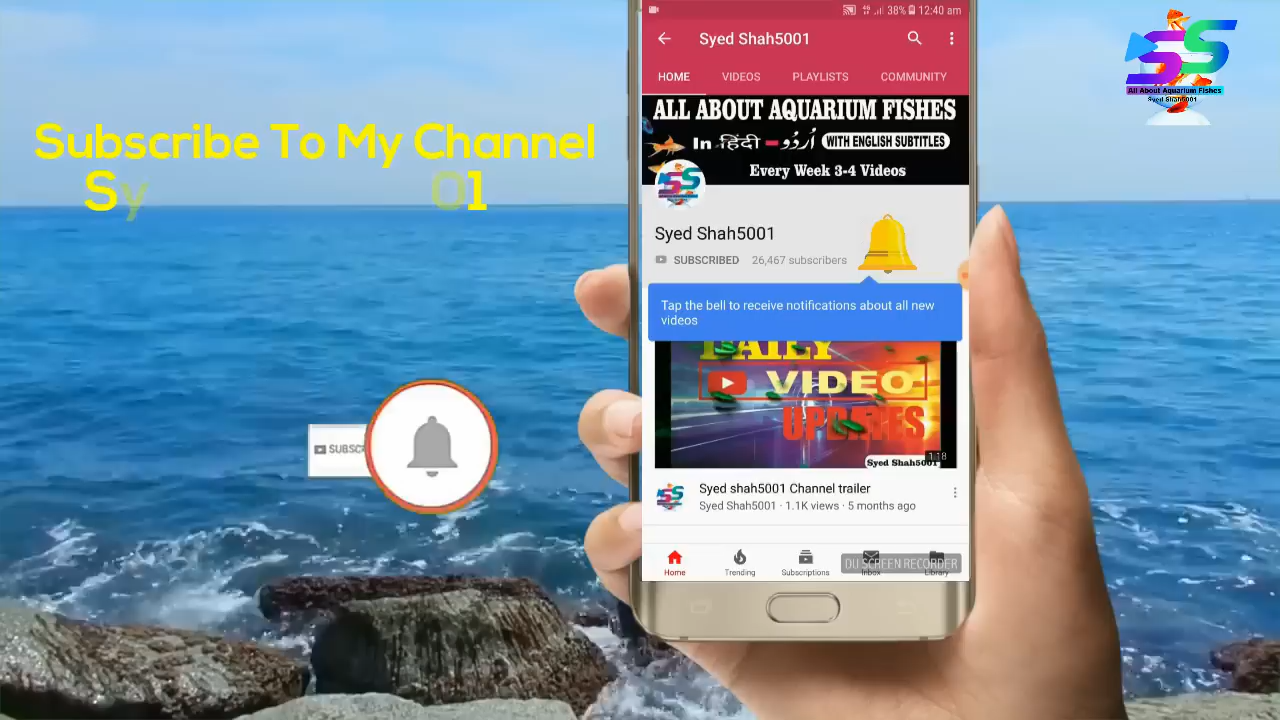 38% 12:40 am
Syed Shah5001
HOME VIDEOS PLAYLISTS COMMUNITY
ALL ABOUT AQUARIUM FISHES
In हिंदी - اُردُو WITH ENGLISH SUBTITLES
Every Week 3-4 Videos
Syed Shah5001
SUBSCRIBED 26,467 subscribers
Tap the bell to receive notifications about all new
videos
DAILY
VIDEO
UPDATES
1:18
Syed Shah5001
Syed shah5001 Channel trailer
Syed Shah5001 · 1.1K views · 5 months ago
Home Trending Subscriptions Inbox Library
DU SCREEN RECORDER
Subscribe To My Channel
Sy 01
SUBSC
SS
All About Aquarium Fishes
Syed Shah5001